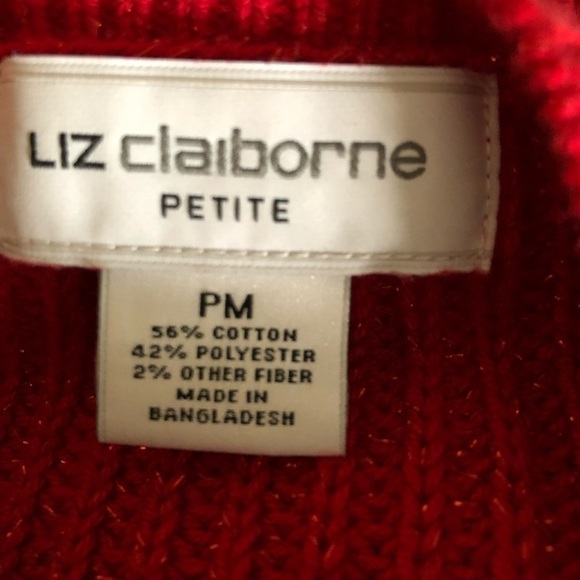 LIZ claiborne
PETITE
PM
56% COTTON
42% POLYESTER
2% OTHER FIBER
MADE IN
BANGLADESH